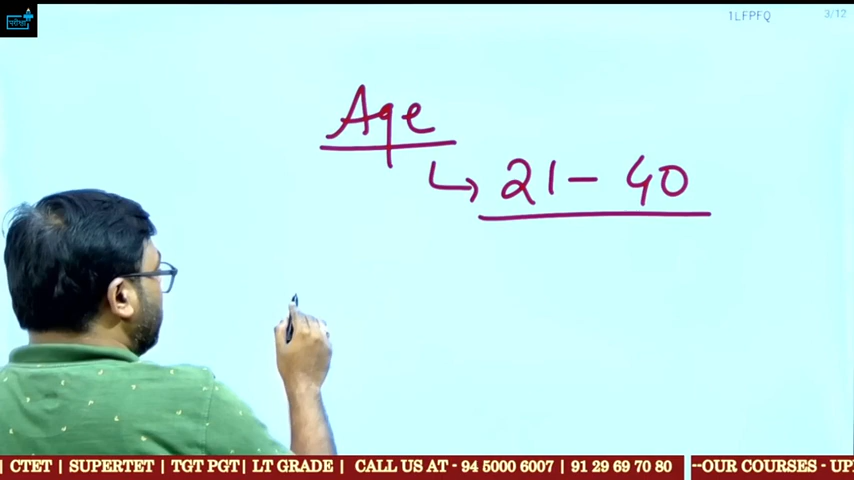 परीक्षा
1LFPFQ
3/12
Age
↳ 21 - 40
| CTET | SUPERTET | TGT PGT| LT GRADE | CALL US AT - 94 5000 6007 | 91 29 69 70 80 --OUR COURSES - UP